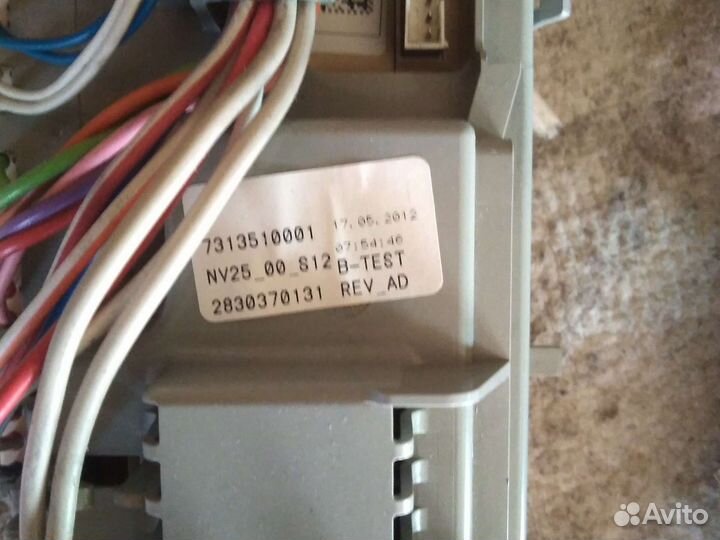 7313510001 17.05.2012
07:54:46
NV25_00_S12 B-TEST
2830370131 REV_AD
Avito